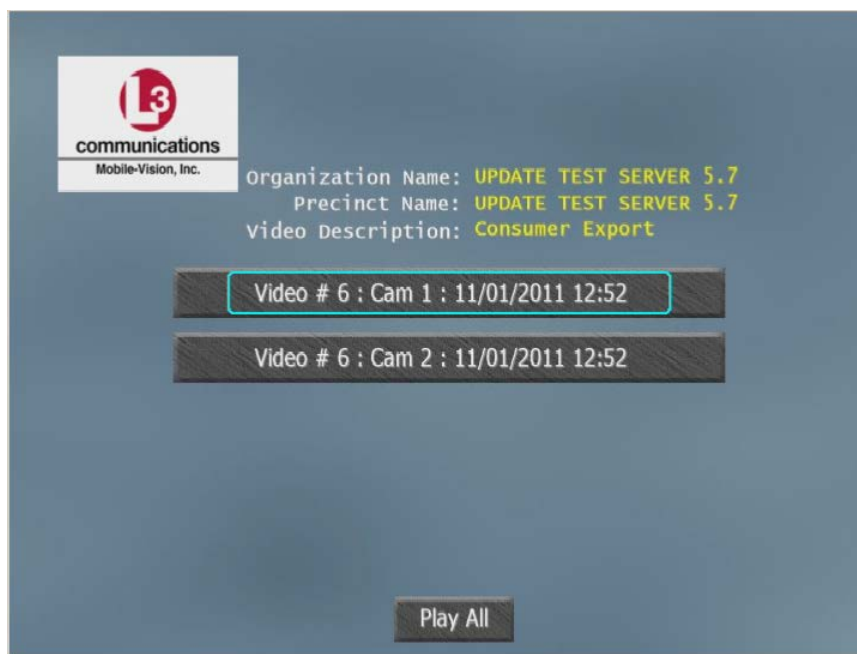 L3
communications
Mobile-Vision, Inc.
Organization Name: UPDATE TEST SERVER 5.7
Precinct Name: UPDATE TEST SERVER 5.7
Video Description: Consumer Export
Video # 6 : Cam 1 : 11/01/2011 12:52
Video # 6 : Cam 2 : 11/01/2011 12:52
Play All